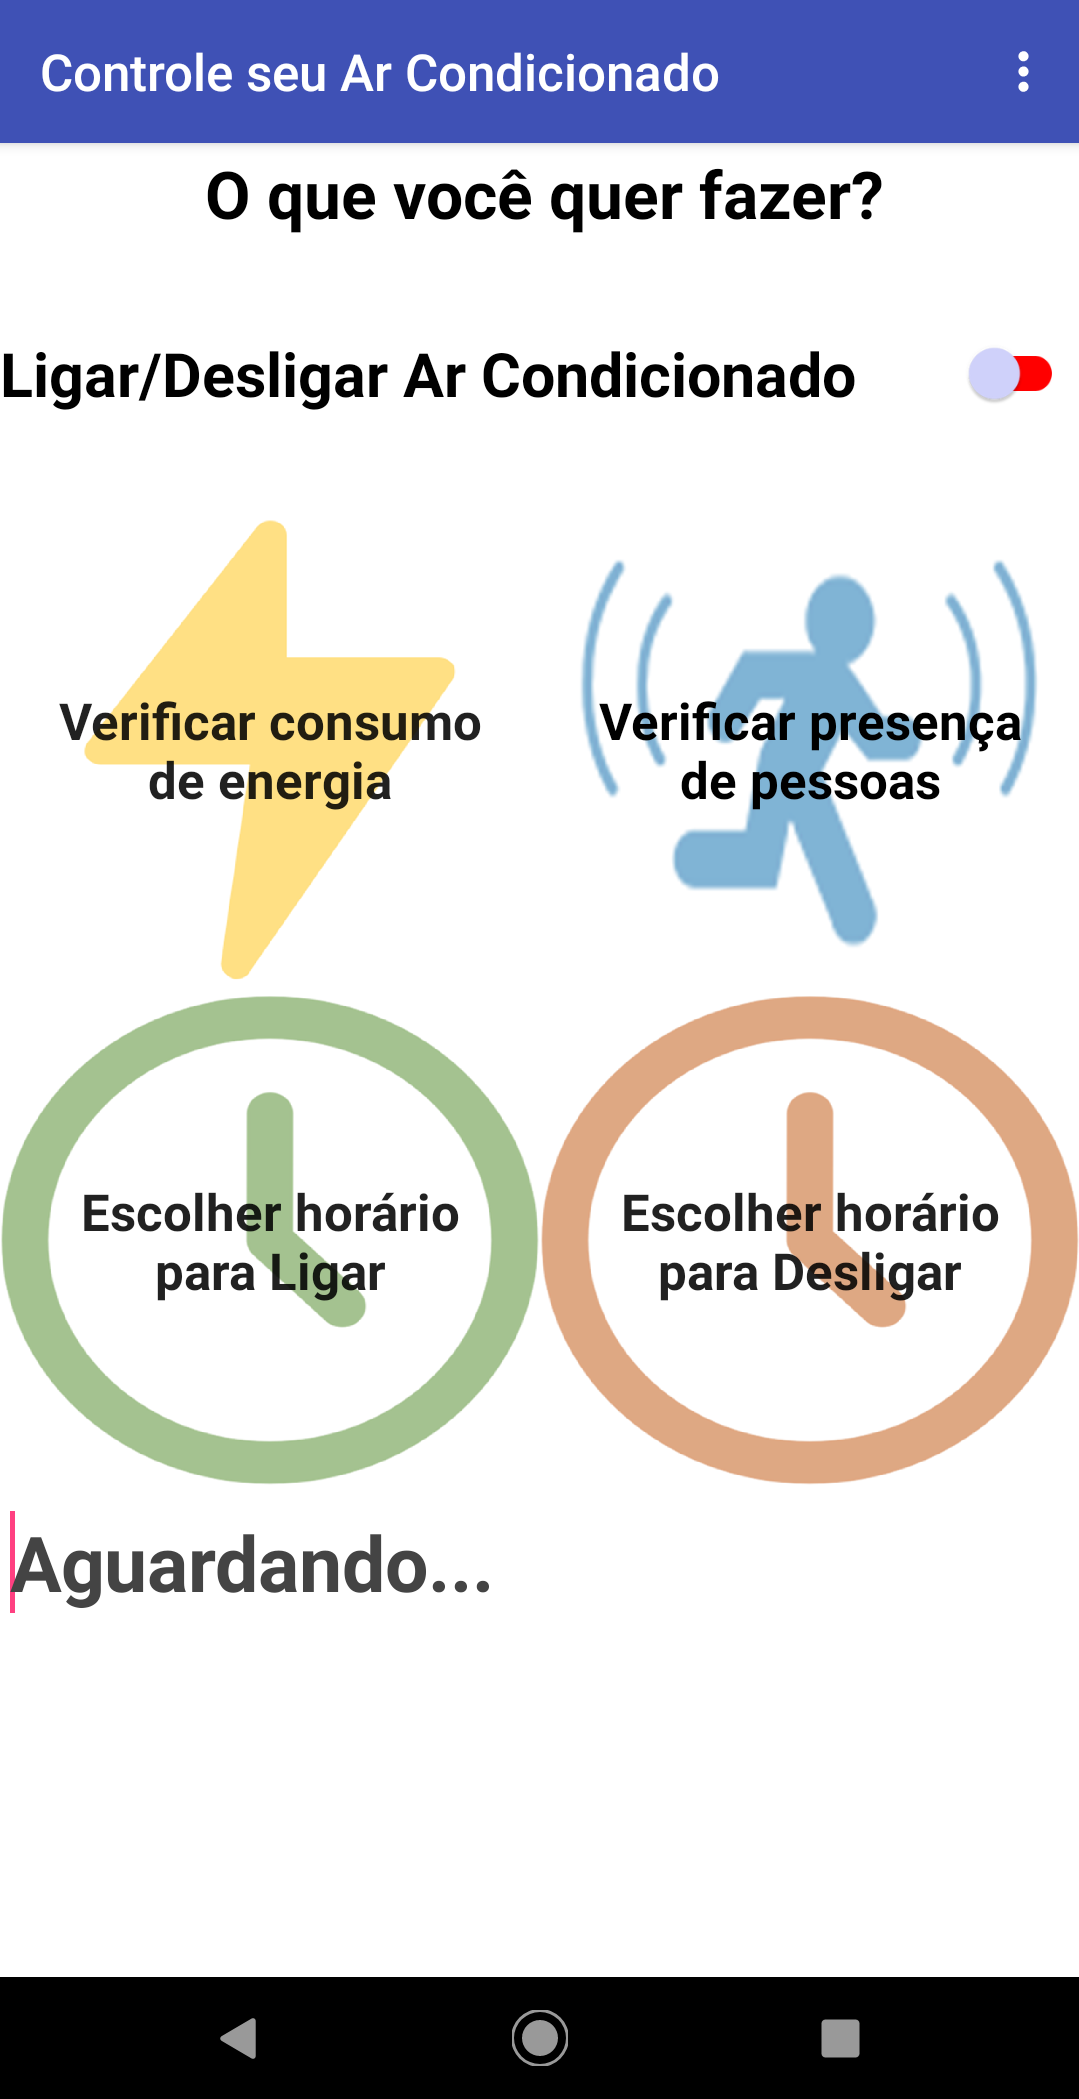 Controle seu Ar Condicionado
O que você quer fazer?
Ligar/Desligar Ar Condicionado
Verificar consumo
de energia
Verificar presença
de pessoas
Escolher horário
para Ligar
Escolher horário
para Desligar
Aguardando...